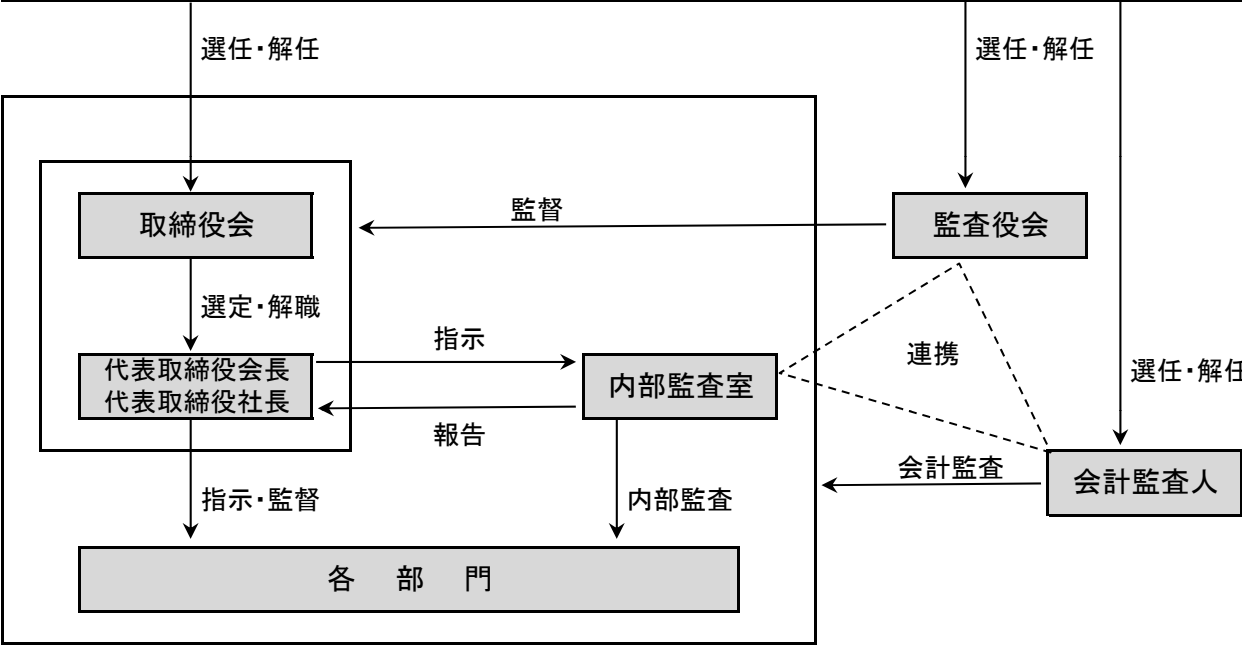 選任・解任
選任・解任
監督
取締役会
監査役会
選定・解職
指示
連携
代表取締役会長
代表取締役社長
内部監査室
選任・解任
報告
会計監査
会計監査人
指示・監督
内部監査
各 部 門